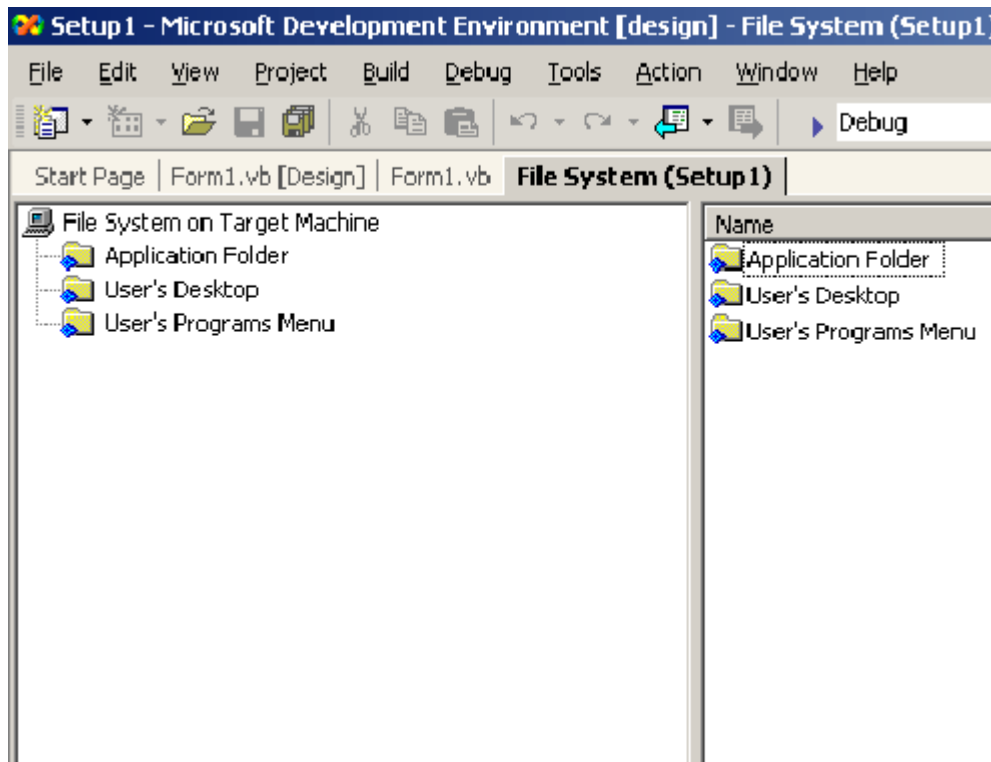 Setup1 - Microsoft Development Environment [design] - File System (Setup1)
File Edit View Project Build Debug Tools Action Window Help
Debug
Start Page Form1.vb [Design] Form1.vb File System (Setup1)
File System on Target Machine
Application Folder
User's Desktop
User's Programs Menu
Name
Application Folder
User's Desktop
User's Programs Menu